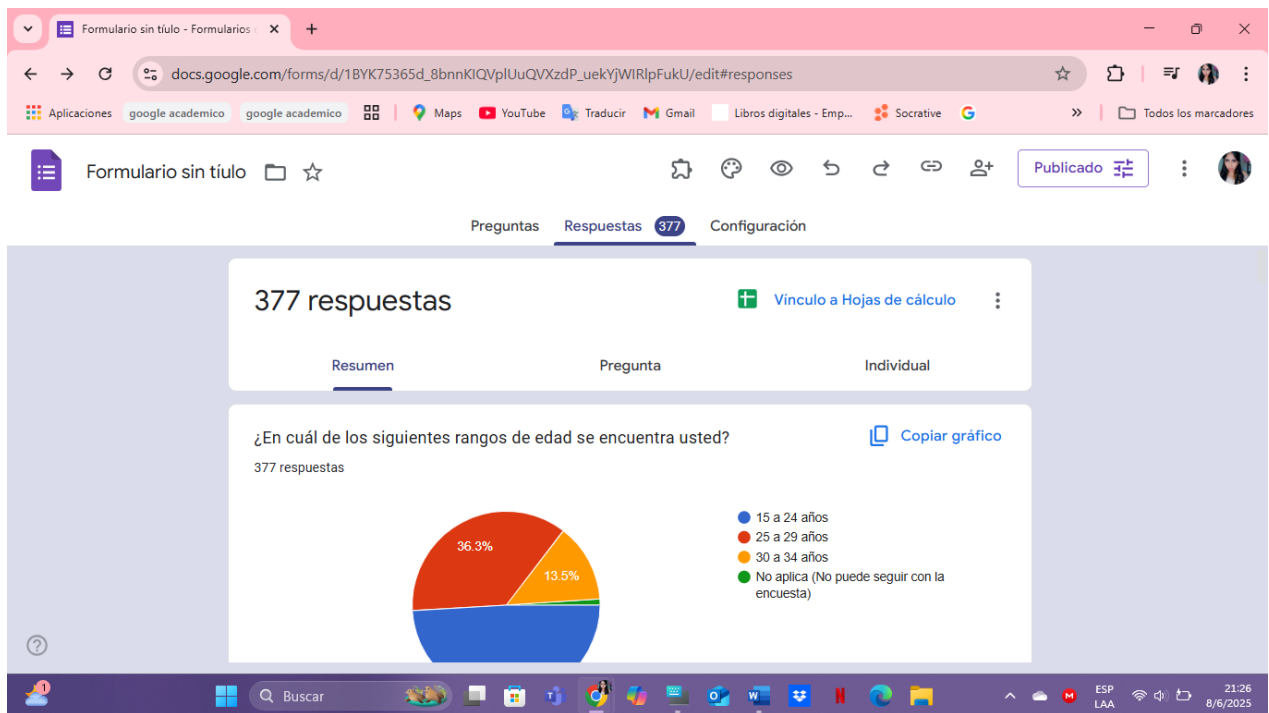 Formulario sin tíulo - Formularios
docs.google.com/forms/d/1BYK75365d_8bnnKIQVplUuQVXzdP_uekYjWIRlpFukU/edit#responses
Aplicaciones google academico google academico Maps YouTube Traducir Gmail Libros digitales - Emp... Socrative » Todos los marcadores
Formulario sin tíulo
Publicado
Preguntas Respuestas 377 Configuración
377 respuestas
Vínculo a Hojas de cálculo
Resumen Pregunta Individual
¿En cuál de los siguientes rangos de edad se encuentra usted?
Copiar gráfico
377 respuestas
36.3%
13.5%
15 a 24 años
25 a 29 años
30 a 34 años
No aplica (No puede seguir con la
encuesta)
1
Buscar
ESP
LAA
21:26
8/6/2025